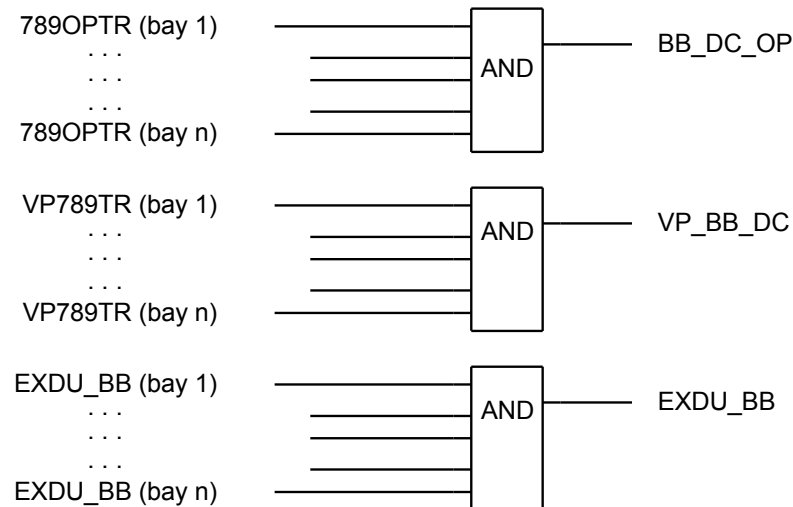 789OPTR (bay 1)
. . .
. . .
. . .
789OPTR (bay n)
AND
BB_DC_OP
VP789TR (bay 1)
. . .
. . .
. . .
VP789TR (bay n)
AND
VP_BB_DC
EXDU_BB (bay 1)
. . .
. . .
. . .
EXDU_BB (bay n)
AND
EXDU_BB